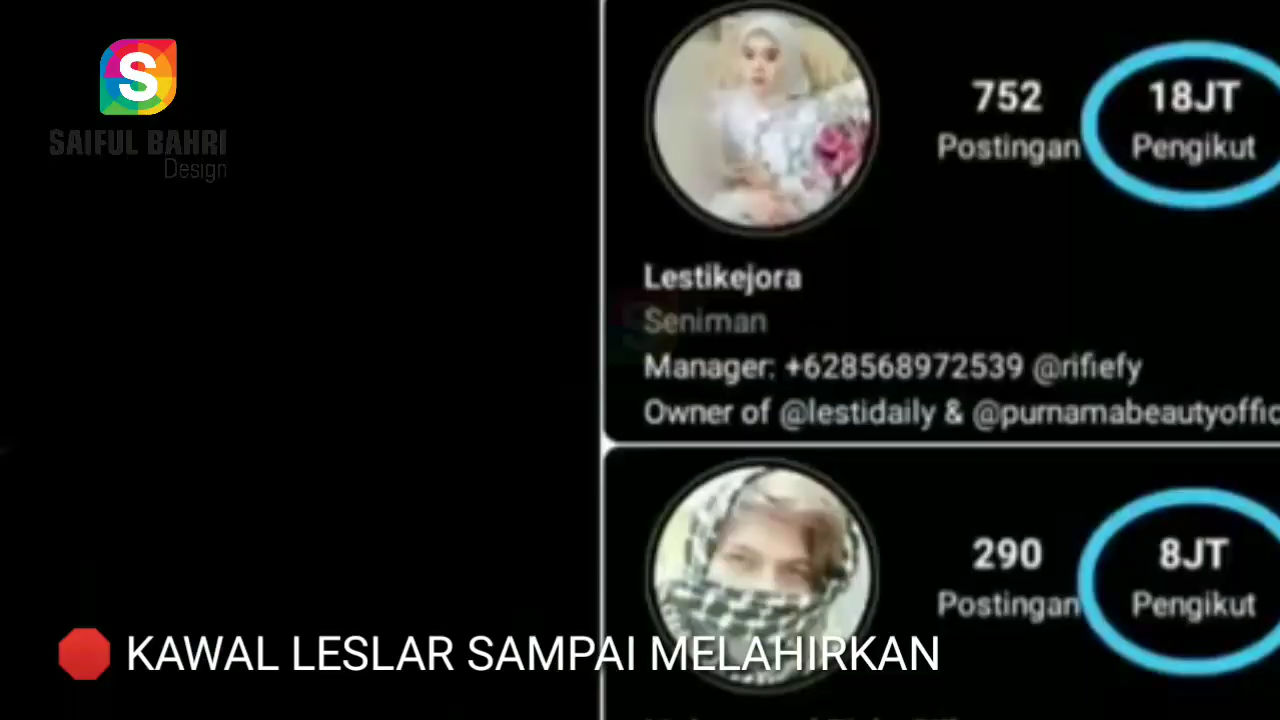 S
SAIFUL BAHRI
Design
752
Postingan
18JT
Pengikut
Lestikejora
Seniman
Manager: +628568972539 @rifiefy
Owner of @lestidaily & @purnamabeautyoffic
290
Postingan
8JT
Pengikut
KAWAL LESLAR SAMPAI MELAHIRKAN